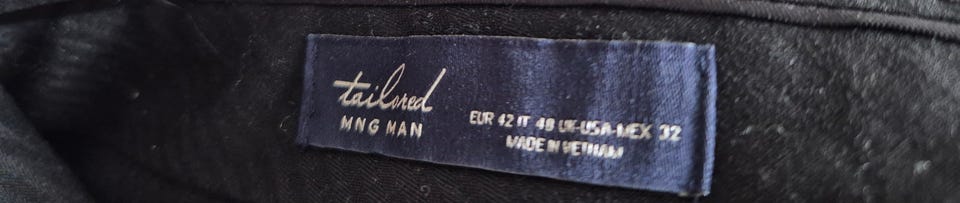 tailored
MNG MAN
EUR 42 IT 48 UK-USA-MEX 32
MADE IN VIETNAM